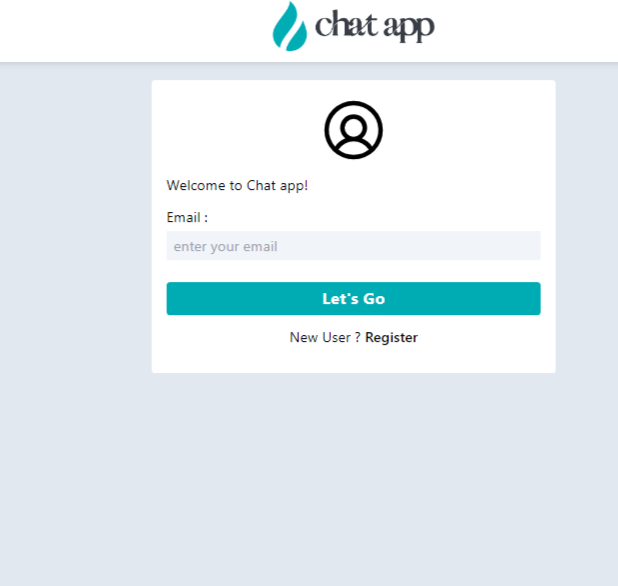 chat app
Welcome to Chat app!
Email :
enter your email
Let's Go
New User ? Register